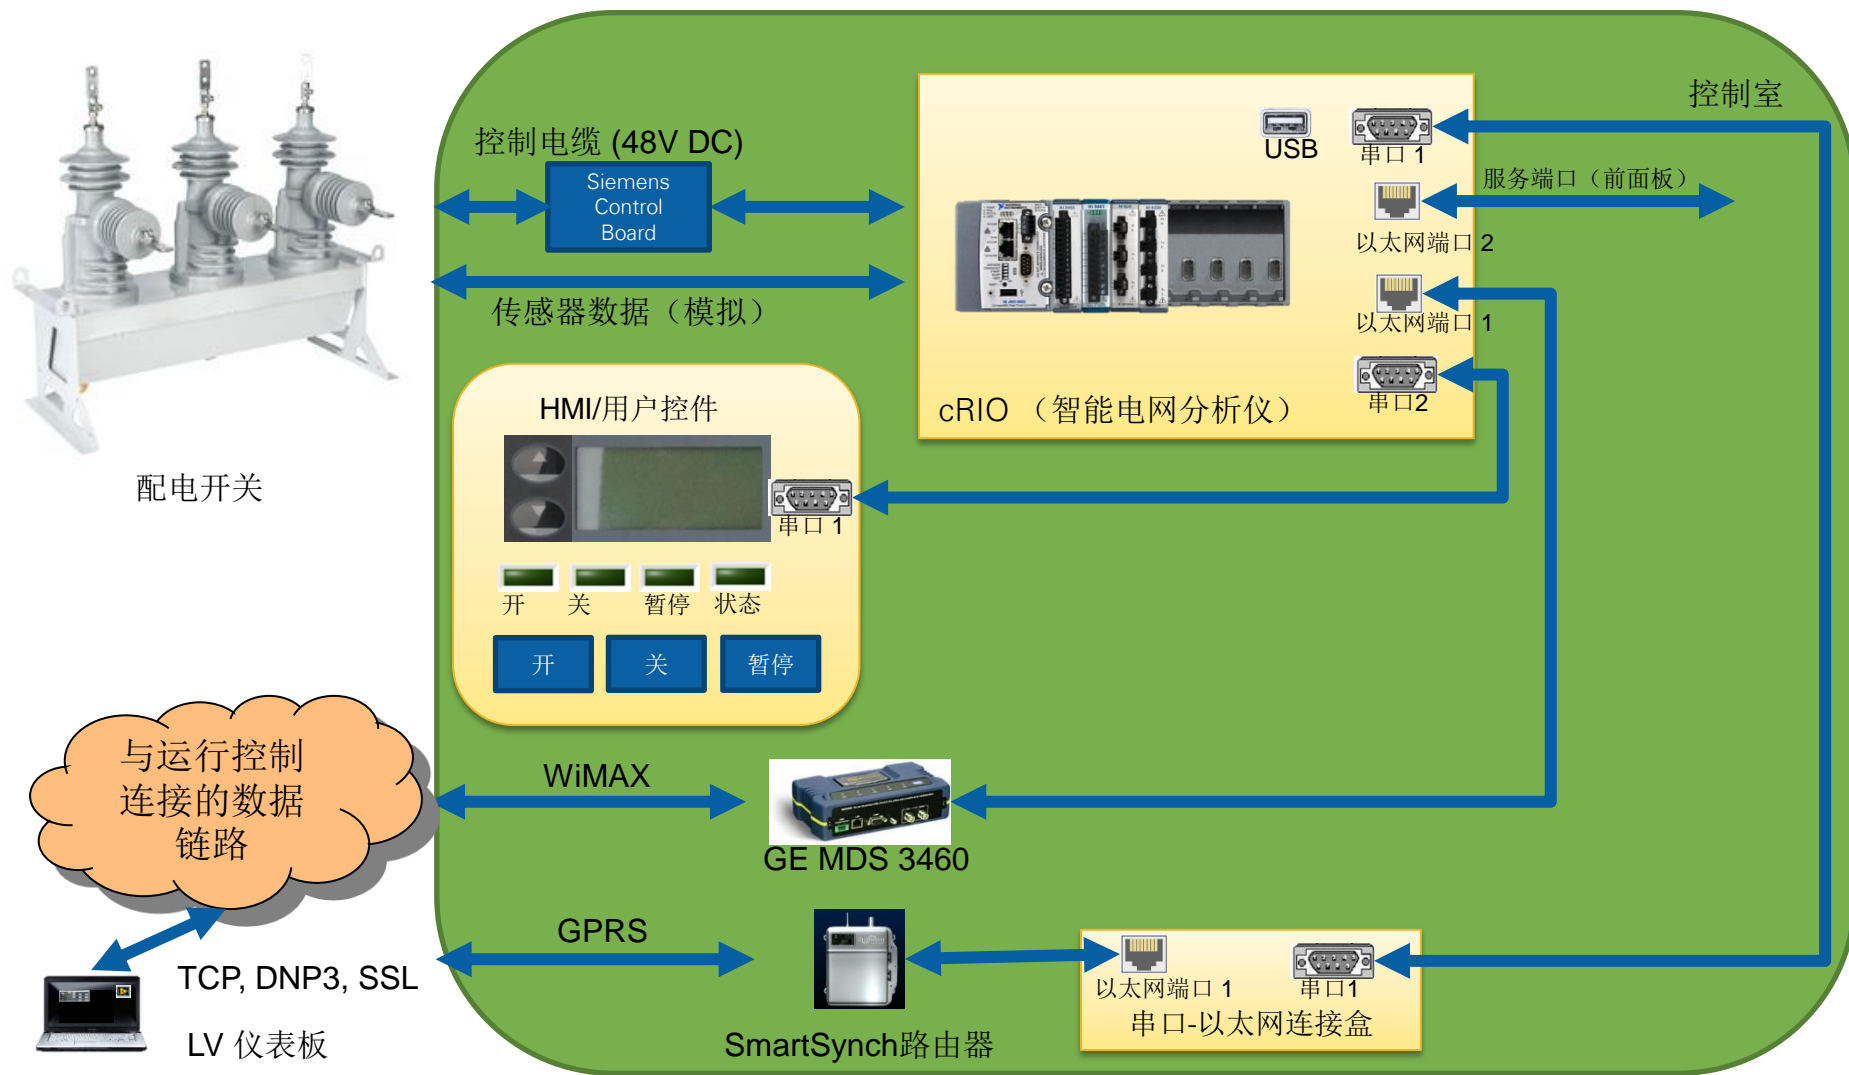 控制室
控制电缆 (48V DC)
Siemens
Control
Board
传感器数据（模拟）
USB
串口 1
服务端口（前面板）
以太网端口 2
以太网端口 1
串口2
cRIO （智能电网分析仪）
配电开关
HMI/用户控件
串口 1
开
关
暂停
状态
开
关
暂停
与运行控制
连接的数据
链路
WiMAX
GE MDS 3460
GPRS
TCP, DNP3, SSL
LV 仪表板
SmartSynch路由器
以太网端口 1
串口1
串口-以太网连接盒